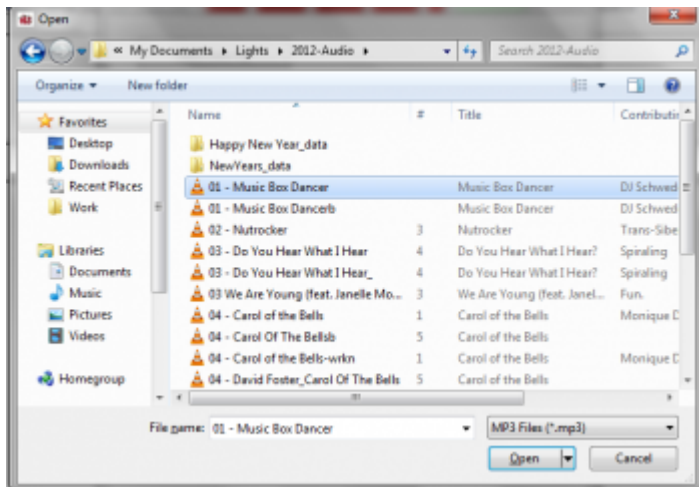 Open
« My Documents ▸ Lights ▸ 2012-Audio ▸ Search 2012-Audio
Organize New folder
Name # Title Contributin
Favorites
Desktop
Downloads
Recent Places
Work
Libraries
Documents
Music
Pictures
Videos
Homegroup
Happy New Year_data
NewYears_data
01 - Music Box Dancer Music Box Dancer DJ Schwed
01 - Music Box Dancerb Music Box Dancer DJ Schwed
02 - Nutrocker 3 Nutrocker Trans-Sibe
03 - Do You Hear What I Hear 4 Do You Hear What I Hear? Spiraling
03 - Do You Hear What I Hear_ 4 Do You Hear What I Hear? Spiraling
03 We Are Young (feat. Janelle Mo... 3 We Are Young (feat. Janel... Fun.
04 - Carol of the Bells 1 Carol of the Bells Monique D
04 - Carol Of The Bellsb 5 Carol of the Bells
04 - Carol of the Bells-wrkn 1 Carol of the Bells Monique D
04 - David Foster_Carol Of The Bells 5 Carol of the Bells
File name: 01 - Music Box Dancer MP3 Files (*.mp3)
Open Cancel